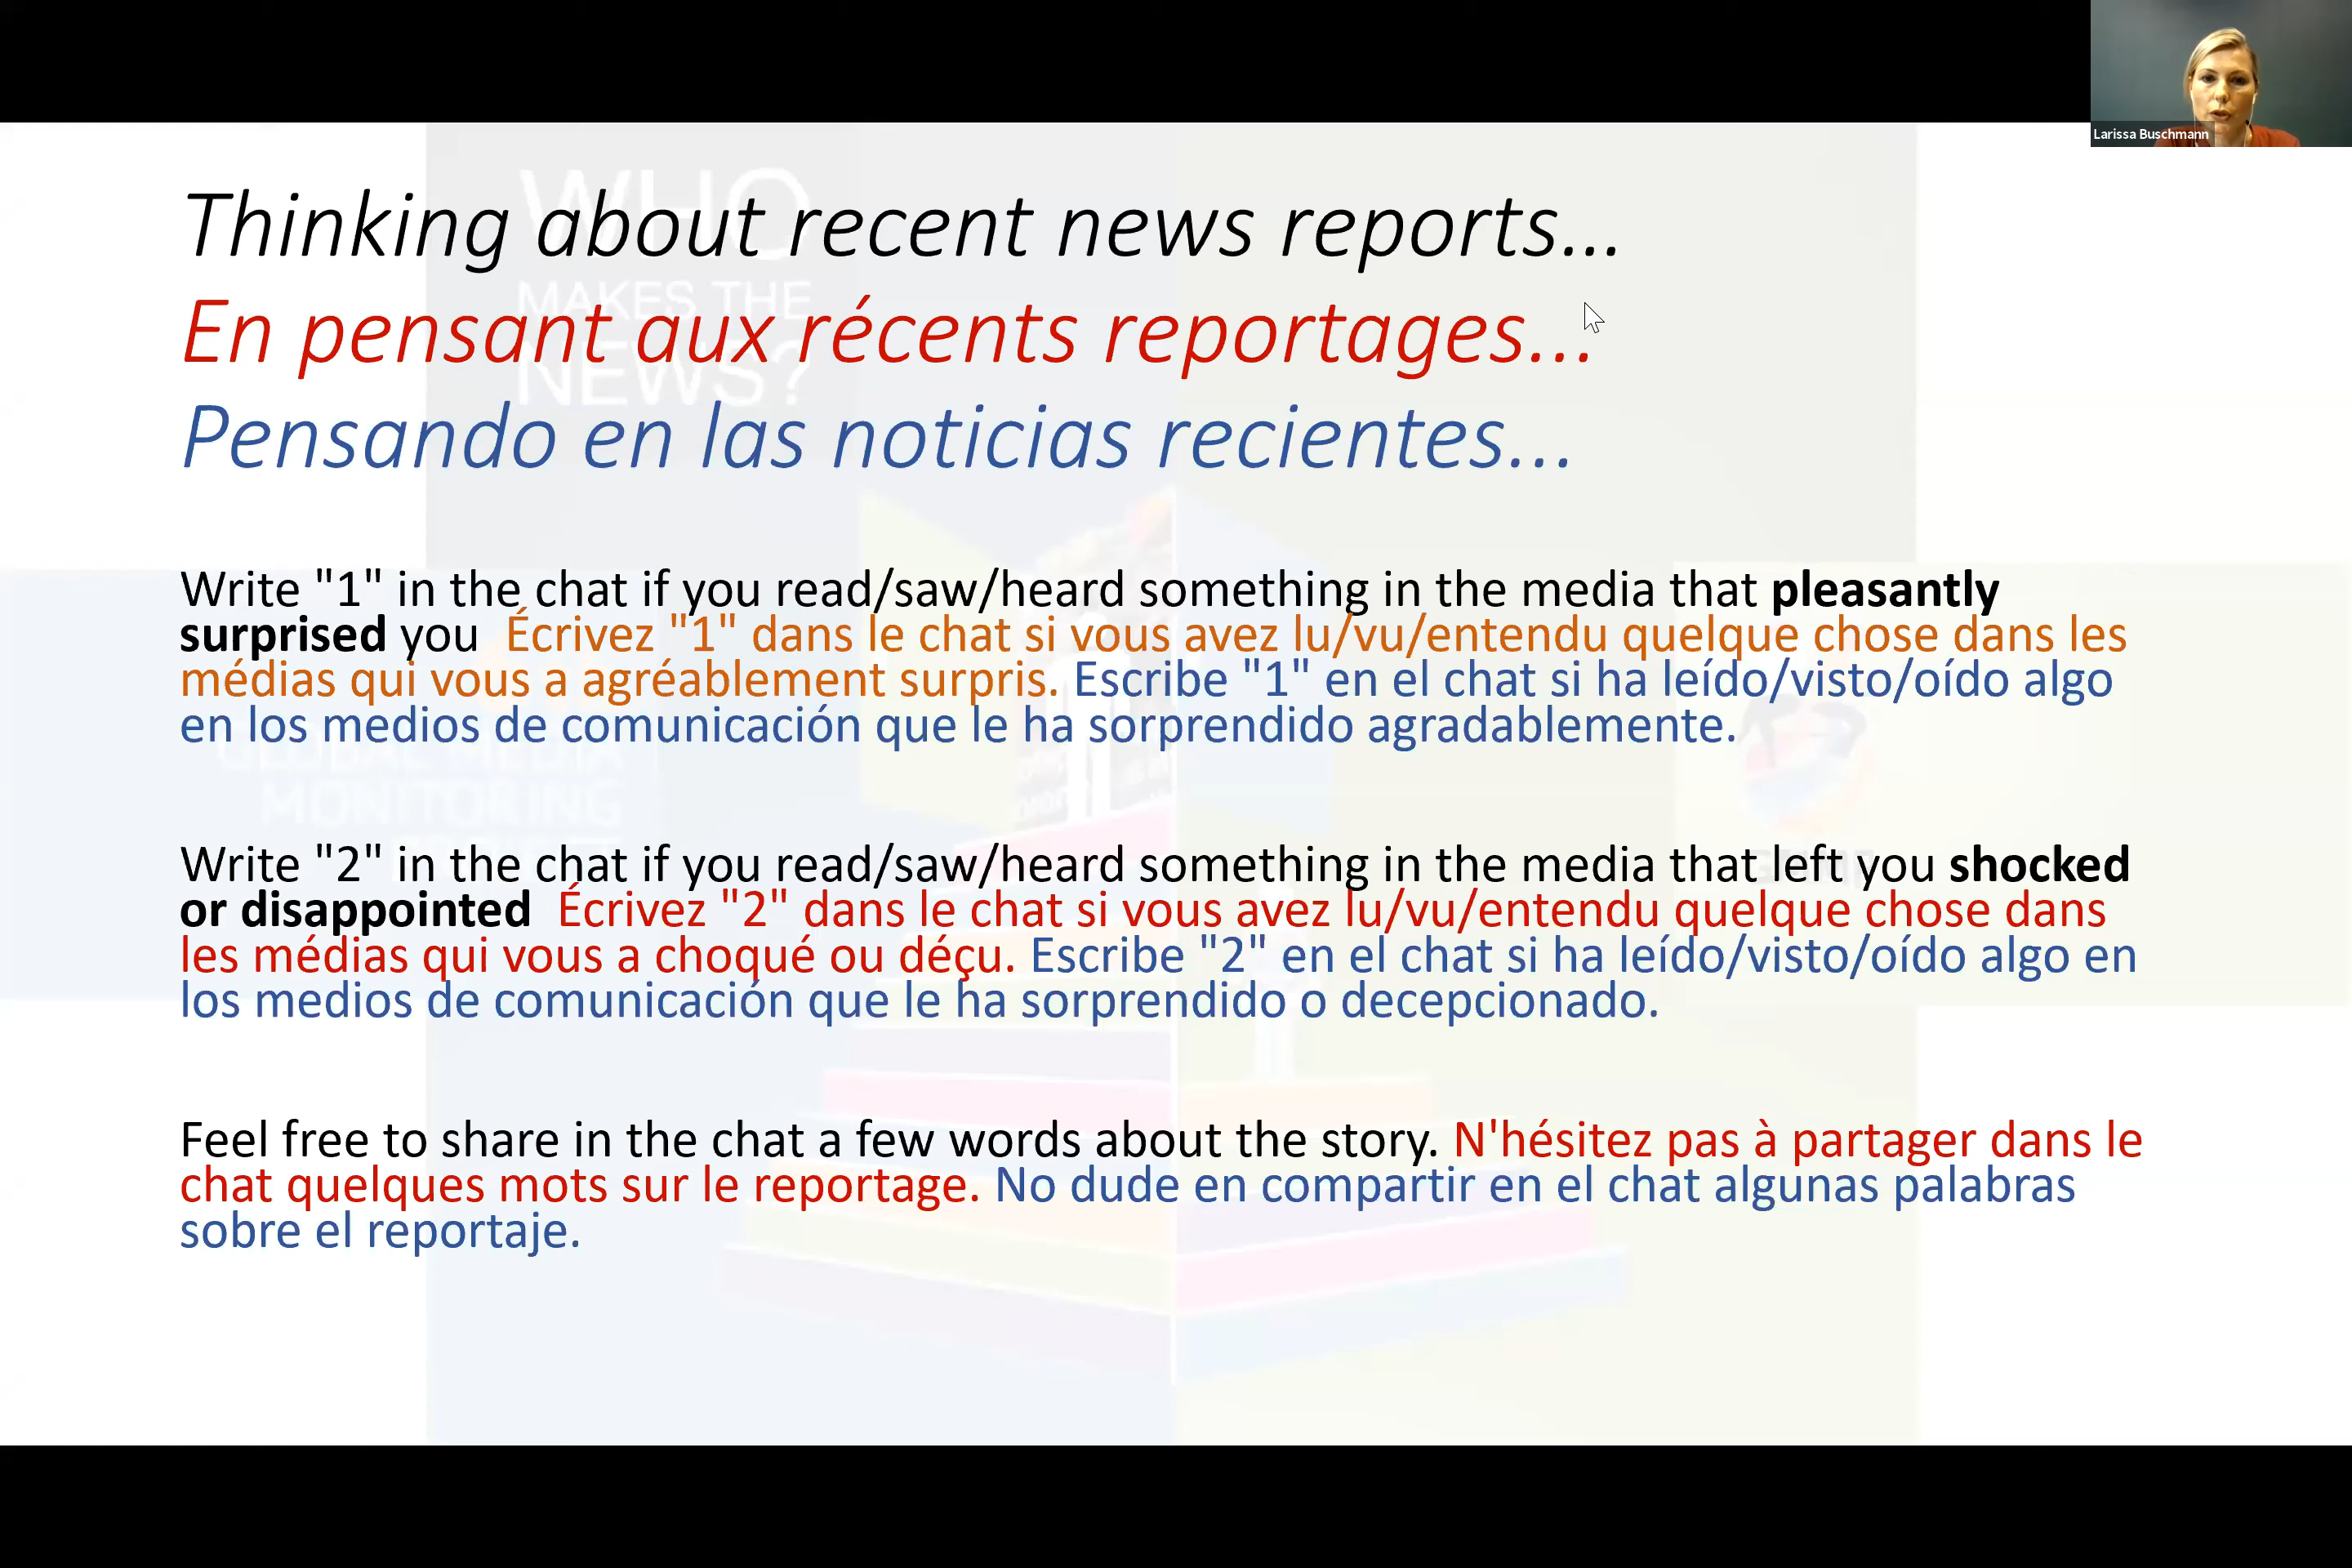 Larissa Buschmann
WHO
MAKES THE
NEWS?
Thinking about recent news reports...
En pensant aux récents reportages...
Pensando en las noticias recientes...
Write "1" in the chat if you read/saw/heard something in the media that pleasantly
surprised you Écrivez "1" dans le chat si vous avez lu/vu/entendu quelque chose dans les
médias qui vous a agréablement surpris. Escribe "1" en el chat si ha leído/visto/oído algo
en los medios de comunicación que le ha sorprendido agradablemente.
GLOBAL MEDIA
MONITORING
Write "2" in the chat if you read/saw/heard something in the media that left you shocked
or disappointed Écrivez "2" dans le chat si vous avez lu/vu/entendu quelque chose dans
les médias qui vous a choqué ou déçu. Escribe "2" en el chat si ha leído/visto/oído algo en
los medios de comunicación que le ha sorprendido o decepcionado.
Feel free to share in the chat a few words about the story. N'hésitez pas à partager dans le
chat quelques mots sur le reportage. No dude en compartir en el chat algunas palabras
sobre el reportaje.